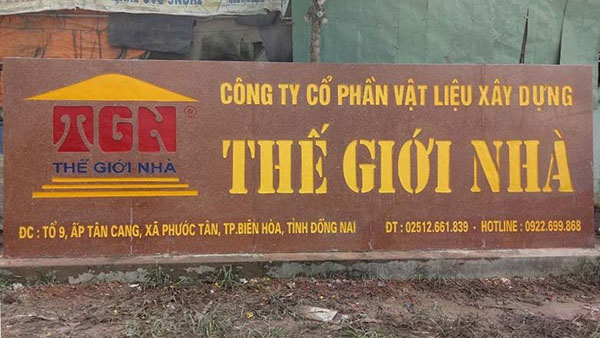 CÔNG TY CỔ PHẦN VẬT LIỆU XÂY DỰNG
TGN ®
THẾ GIỚI NHÀ
THẾ GIỚI NHÀ
ĐC : TỔ 9, ẤP TÂN CANG, XÃ PHƯỚC TÂN, TP.BIÊN HÒA, TỈNH ĐỒNG NAI
ĐT : 02512.661.839 - HOTLINE : 0922.699.868